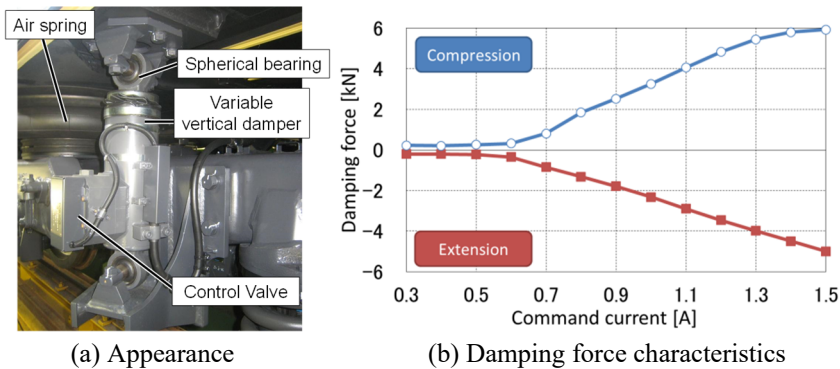 Air spring
Spherical bearing
Variable
vertical damper
Control Valve
(a) Appearance
Damping force [kN]
6
4
2
0
−2
−4
−6
Compression
Extension
0.3 0.5 0.7 0.9 1.1 1.3 1.5
Command current [A]
(b) Damping force characteristics